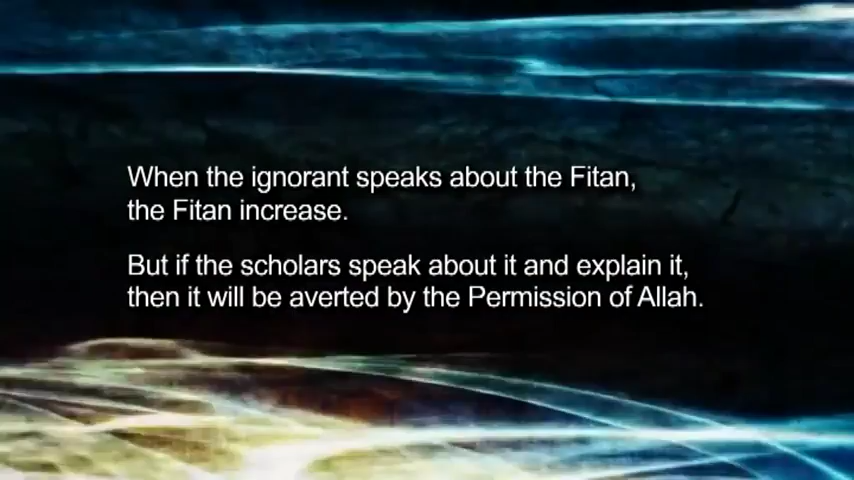 When the ignorant speaks about the Fitan,
the Fitan increase.
But if the scholars speak about it and explain it,
then it will be averted by the Permission of Allah.